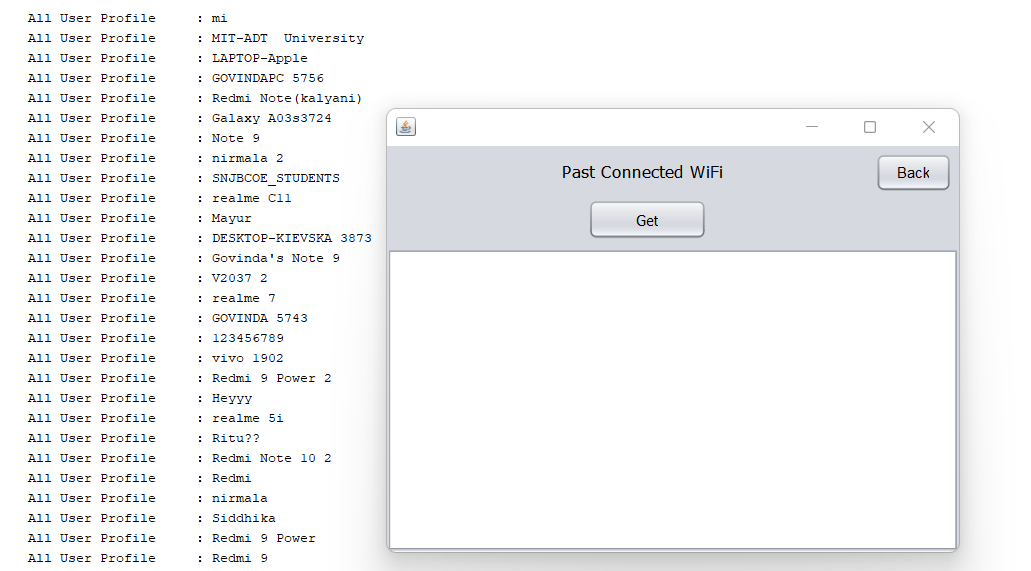 All User Profile     : mi
All User Profile     : MIT-ADT  University
All User Profile     : LAPTOP-Apple
All User Profile     : GOVINDAPC 5756
All User Profile     : Redmi Note(kalyani)
All User Profile     : Galaxy A03s3724
All User Profile     : Note 9
All User Profile     : nirmala 2
All User Profile     : SNJBCOE_STUDENTS
All User Profile     : realme C11
All User Profile     : Mayur
All User Profile     : DESKTOP-KIEVSKA 3873
All User Profile     : Govinda's Note 9
All User Profile     : V2037 2
All User Profile     : realme 7
All User Profile     : GOVINDA 5743
All User Profile     : 123456789
All User Profile     : vivo 1902
All User Profile     : Redmi 9 Power 2
All User Profile     : Heyyy
All User Profile     : realme 5i
All User Profile     : Ritu??
All User Profile     : Redmi Note 10 2
All User Profile     : Redmi
All User Profile     : nirmala
All User Profile     : Siddhika
All User Profile     : Redmi 9 Power
All User Profile     : Redmi 9
Past Connected WiFi
Back
Get